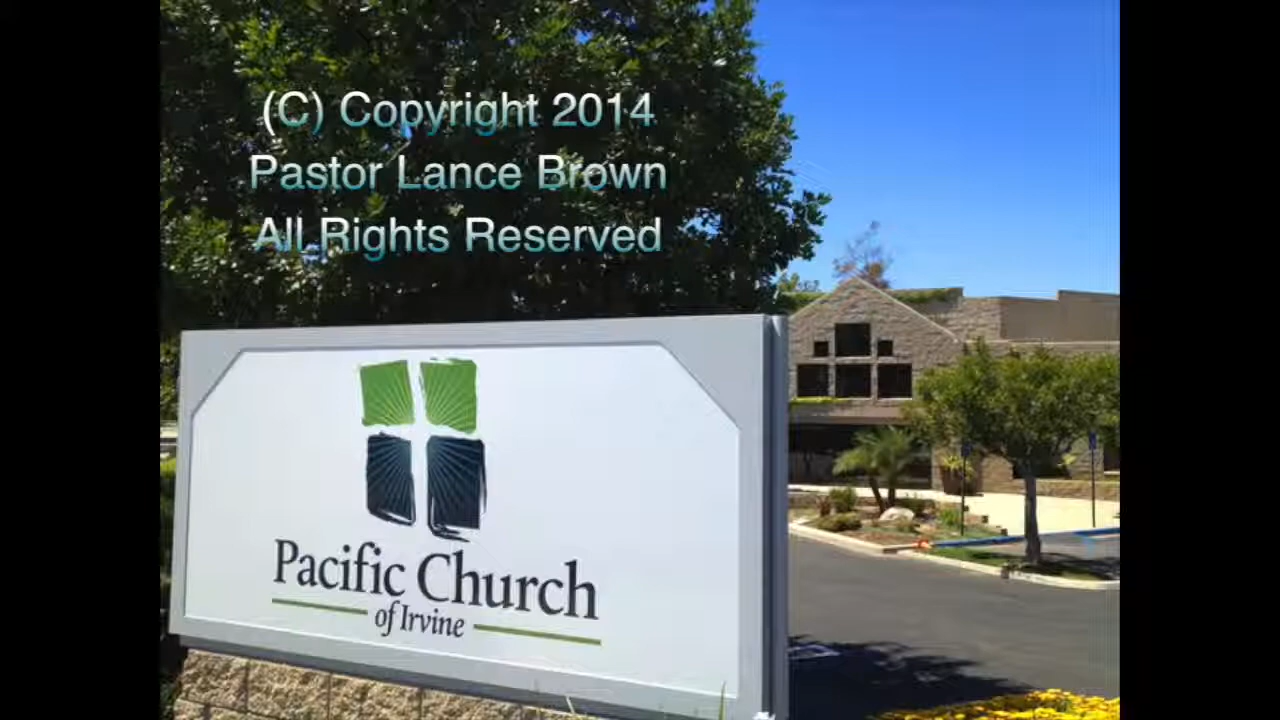 (C) Copyright 2014
Pastor Lance Brown
All Rights Reserved
Pacific Church
of Irvine